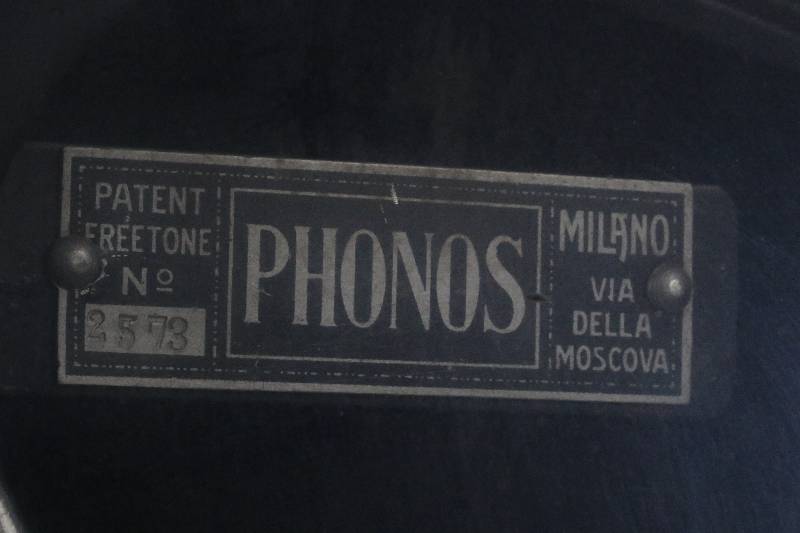 PATENT
FREETONE
Nº
2573
PHONOS
MILANO
VIA
DELLA
MOSCOVA